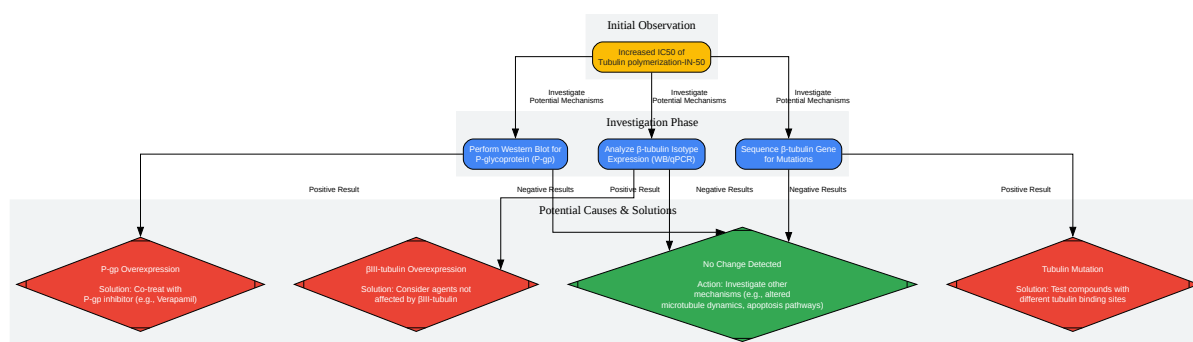 Initial Observation
Increased IC50 of
Tubulin polymerization-IN-50
Investigate
Potential Mechanisms
Investigate
Potential Mechanisms
Investigate
Potential Mechanisms
Investigation Phase
Perform Western Blot for
P-glycoprotein (P-gp)
Analyze β-tubulin Isotype
Expression (WB/qPCR)
Sequence β-tubulin Gene
for Mutations
Positive Result
Negative Results
Positive Result
Negative Results
Negative Results
Positive Result
Potential Causes & Solutions
P-gp Overexpression
Solution: Co-treat with
P-gp inhibitor (e.g., Verapamil)
βIII-tubulin Overexpression
Solution: Consider agents not
affected by βIII-tubulin
No Change Detected
Action: Investigate other
mechanisms (e.g., altered
microtubule dynamics, apoptosis pathways)
Tubulin Mutation
Solution: Test compounds with
different tubulin binding sites